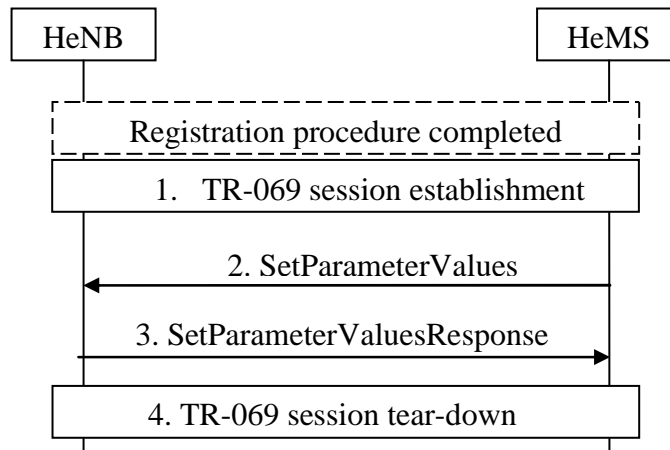 HeNB
HeMS
Registration procedure completed
1. TR-069 session establishment
2. SetParameterValues
3. SetParameterValuesResponse
4. TR-069 session tear-down